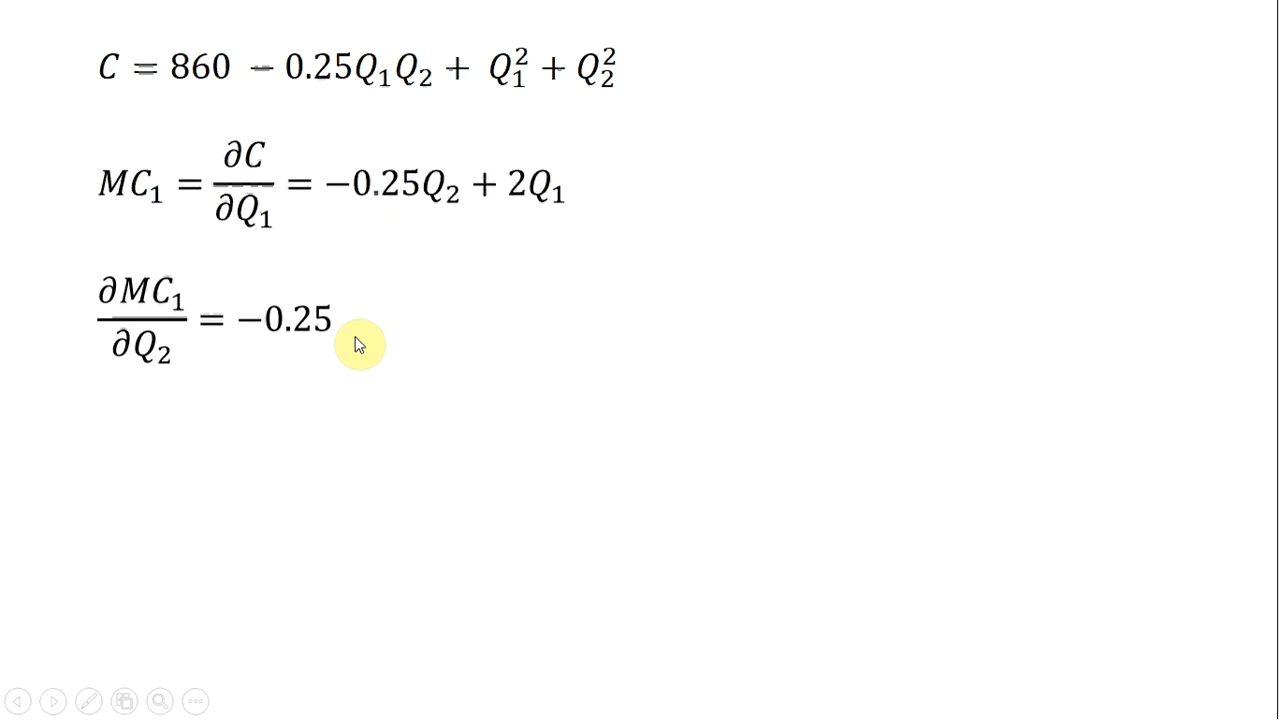 C = 860 − 0.25Q₁Q₂ + Q₁² + Q₂²
MC₁ = ∂C/∂Q₁ = −0.25Q₂ + 2Q₁
∂MC₁/∂Q₂ = −0.25